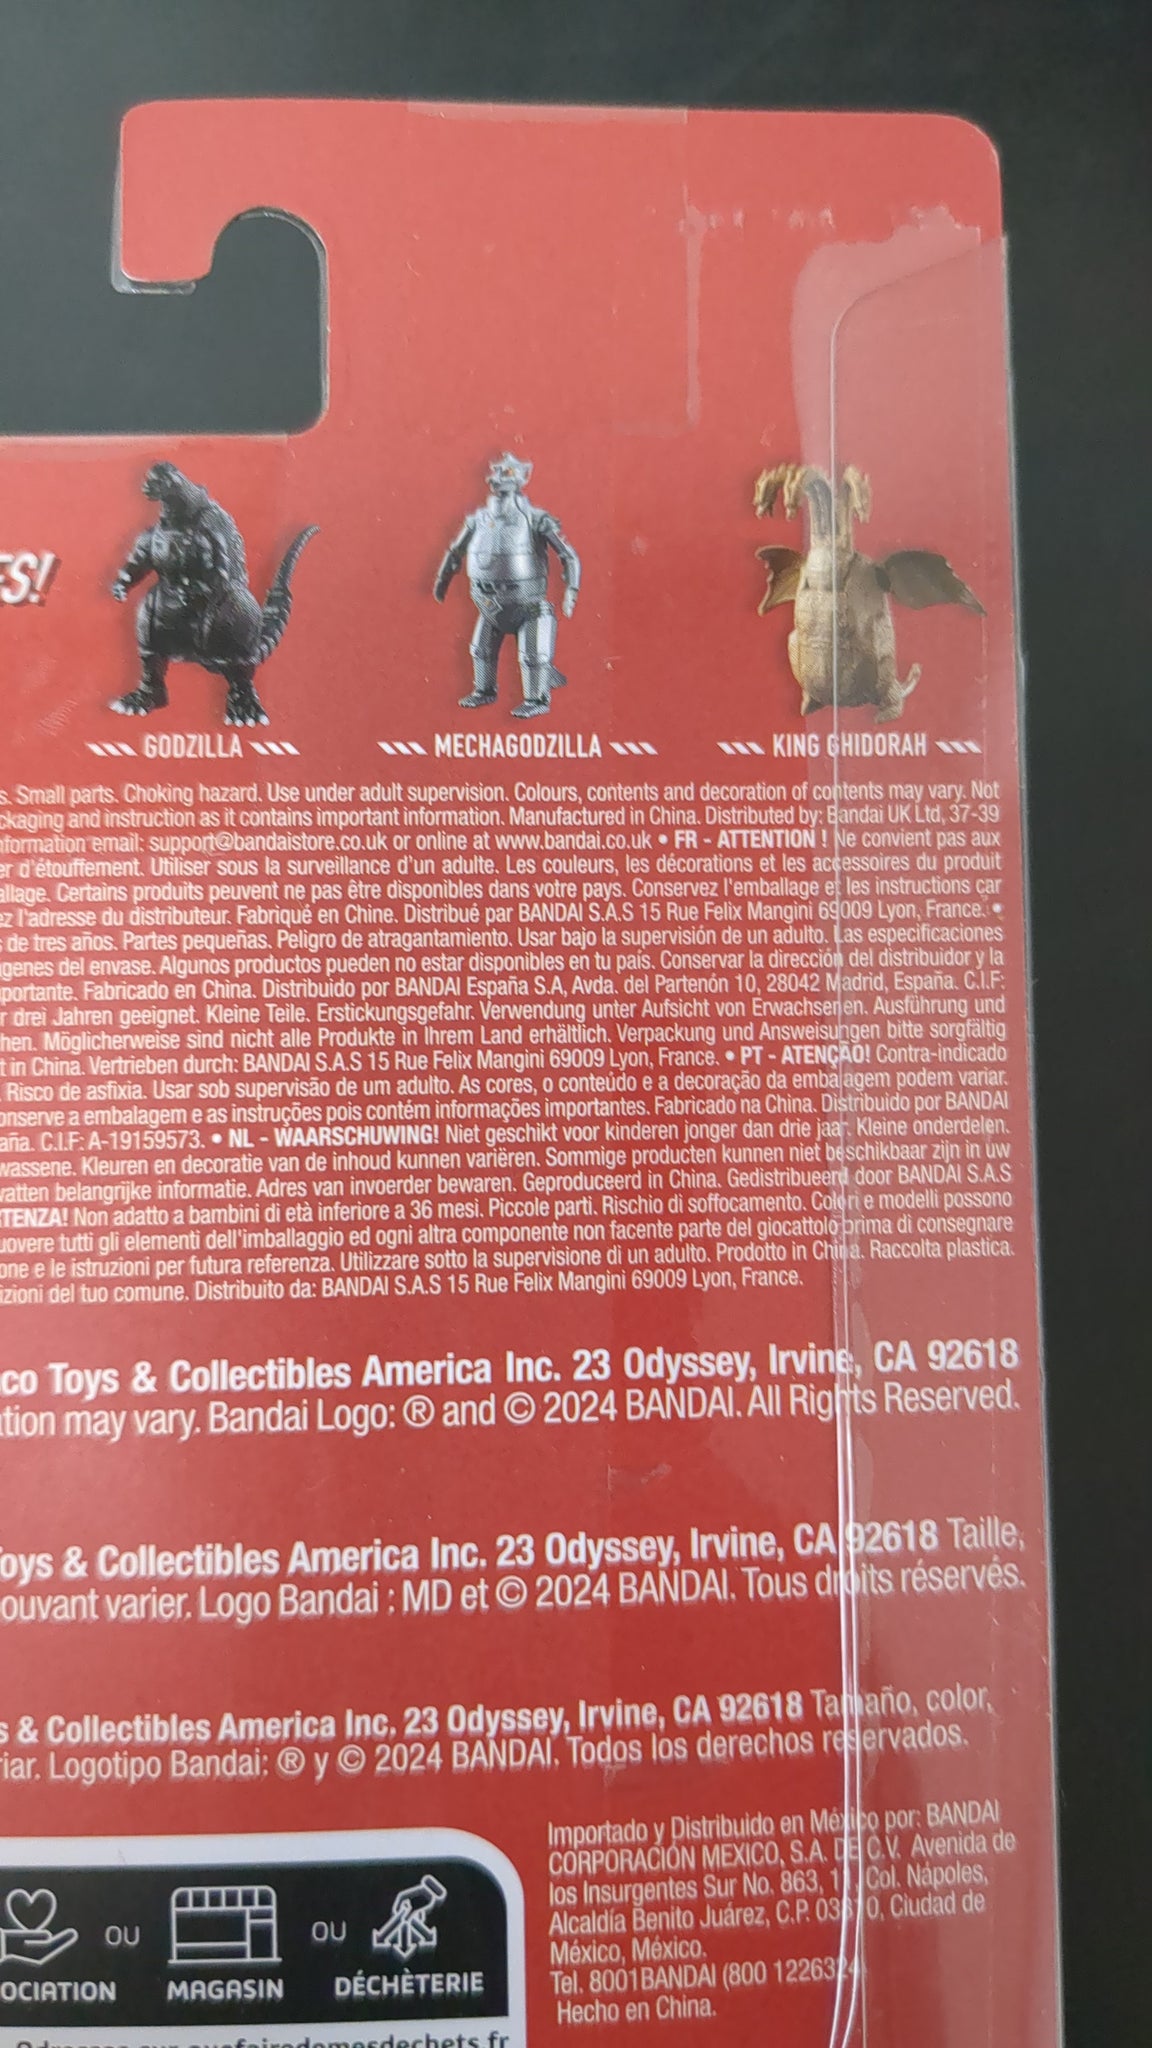 ES!
GODZILLA
MECHAGODZILLA
KING GHIDORAH
s. Small parts. Choking hazard. Use under adult supervision. Colours, contents and decoration of contents may vary. Not
ckaging and instruction as it contains important information. Manufactured in China. Distributed by: Bandai UK Ltd, 37-39
nformation email: support@bandaistore.co.uk or online at www.bandai.co.uk • FR - ATTENTION ! Ne convient pas aux
er d'étouffement. Utiliser sous la surveillance d'un adulte. Les couleurs, les décorations et les accessoires du produit
allage. Certains produits peuvent ne pas être disponibles dans votre pays. Conservez l'emballage et les instructions car
ez l'adresse du distributeur. Fabriqué en Chine. Distribué par BANDAI S.A.S 15 Rue Felix Mangini 69009 Lyon, France. •
de tres años. Partes pequeñas. Peligro de atragantamiento. Usar bajo la supervisión de un adulto. Las especificaciones
genes del envase. Algunos productos pueden no estar disponibles en tu país. Conservar la dirección del distribuidor y la
portante. Fabricado en China. Distribuido por BANDAI España S.A, Avda. del Partenón 10, 28042 Madrid, España. C.I.F:
r drei Jahren geeignet. Kleine Teile. Erstickungsgefahr. Verwendung unter Aufsicht von Erwachsenen. Ausführung und
hen. Möglicherweise sind nicht alle Produkte in Ihrem Land erhältlich. Verpackung und Anweisungen bitte sorgfältig
t in China. Vertrieben durch: BANDAI S.A.S 15 Rue Felix Mangini 69009 Lyon, France. • PT - ATENÇÃO! Contra-indicado
Risco de asfixia. Usar sob supervisão de um adulto. As cores, o conteúdo e a decoração da embalagem podem variar.
onserve a embalagem e as instruções pois contém informações importantes. Fabricado na China. Distribuido por BANDAI
aña. C.I.F: A-19159573. • NL - WAARSCHUWING! Niet geschikt voor kinderen jonger dan drie jaar. Kleine onderdelen.
wassene. Kleuren en decoratie van de inhoud kunnen variëren. Sommige producten kunnen niet beschikbaar zijn in uw
vatten belangrijke informatie. Adres van invoerder bewaren. Geproduceerd in China. Gedistribueerd door BANDAI S.A.S
TENZA! Non adatto a bambini di età inferiore a 36 mesi. Piccole parti. Rischio di soffocamento. Colori e modelli possono
uovere tutti gli elementi dell'imballaggio ed ogni altra componente non facente parte del giocattolo prima di consegnare
one e le istruzioni per futura referenza. Utilizzare sotto la supervisione di un adulto. Prodotto in China. Raccolta plastica.
izioni del tuo comune. Distribuito da: BANDAI S.A.S 15 Rue Felix Mangini 69009 Lyon, France.
co Toys & Collectibles America Inc. 23 Odyssey, Irvine, CA 92618
tion may vary. Bandai Logo: ® and © 2024 BANDAI. All Rights Reserved.
oys & Collectibles America Inc. 23 Odyssey, Irvine, CA 92618 Taille,
ouvant varier. Logo Bandai : MD et © 2024 BANDAI. Tous droits réservés.
s & Collectibles America Inc. 23 Odyssey, Irvine, CA 92618 Tamaño, color,
riar. Logotipo Bandai: ® y © 2024 BANDAI. Todos los derechos reservados.
OU
OU
OCIATION
MAGASIN
DÉCHÈTERIE
Adresses sur quefairedemesdechets.fr
Importado y Distribuido en México por: BANDAI
CORPORACIÓN MEXICO, S.A. DE C.V. Avenida de
los Insurgentes Sur No. 863, Col. Nápoles,
Alcaldía Benito Juárez, C.P. 03810, Ciudad de
México, México.
Tel. 8001BANDAI (800 1226324)
Hecho en China.